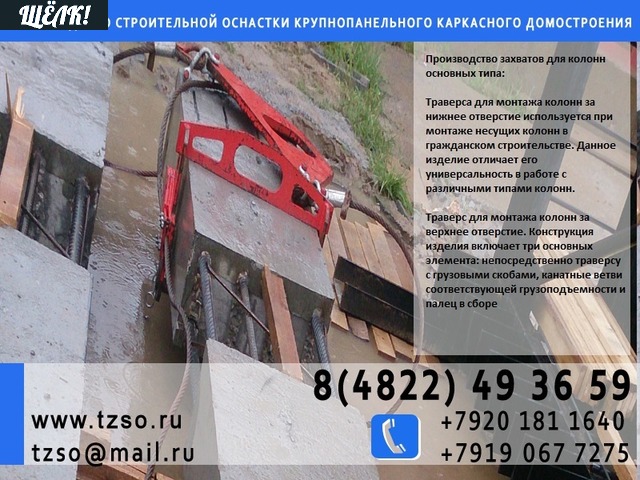 ЩЁЛК!
О СТРОИТЕЛЬНОЙ ОСНАСТКИ КРУПНОПАНЕЛЬНОГО КАРКАСНОГО ДОМОСТРОЕНИЯ
Производство захватов для колонн
основных типа:
Траверса для монтажа колонн за
нижнее отверстие используется при
монтаже несущих колонн в
гражданском строительстве. Данное
изделие отличает его
универсальность в работе с
различными типами колонн.
Траверс для монтажа колонн за
верхнее отверстие. Конструкция
изделия включает три основных
элемента: непосредственно траверсу
с грузовыми скобами, канатные ветви
соответствующей грузоподъемности и
палец в сборе
8(4822) 49 36 59
www.tzso.ru
+7920 181 1640
tzso@mail.ru
+7919 067 7275